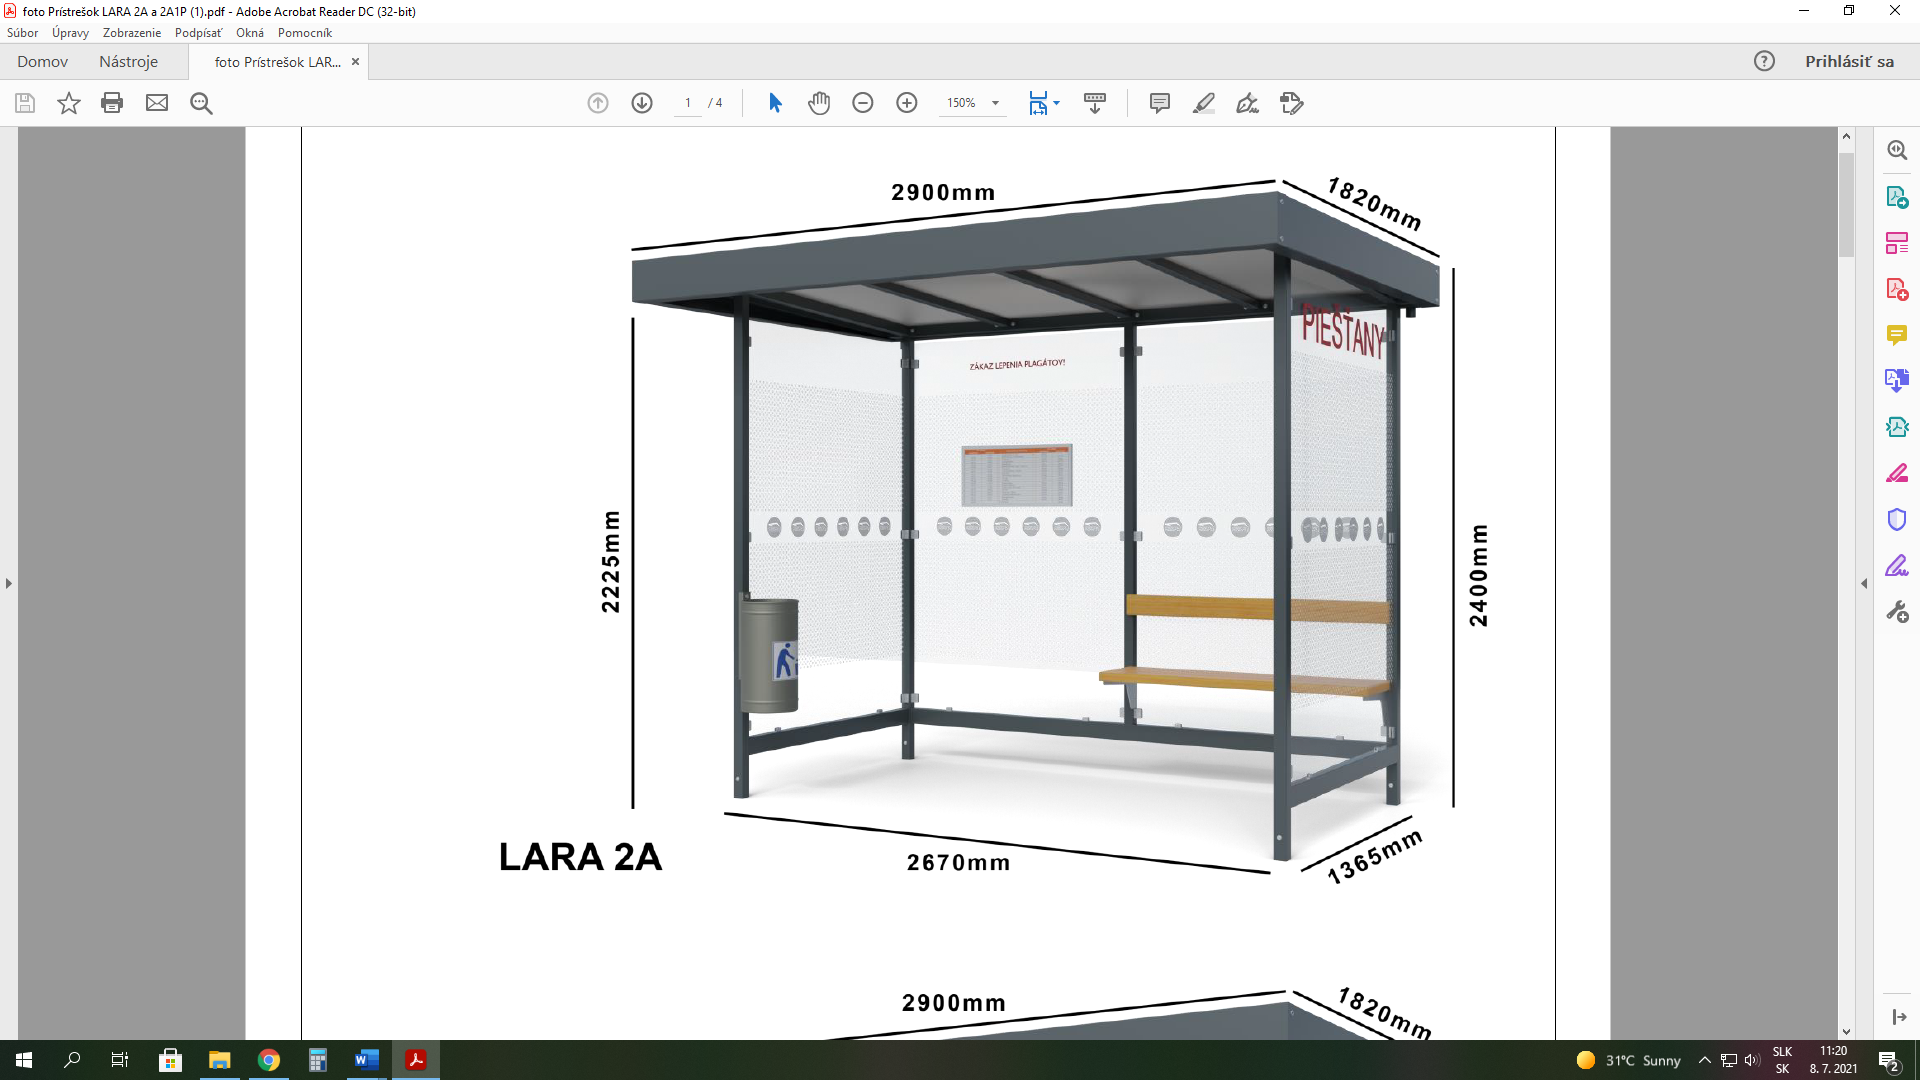 foto Prístrešok LARA 2A a 2A1P (1).pdf - Adobe Acrobat Reader DC (32-bit)
Súbor Úpravy Zobrazenie Podpísať Okná Pomocník
Domov Nástroje foto Prístrešok LAR... × Prihlásiť sa
1 / 4 150%
2900mm
1820mm
PIEŠŤANY
ZÁKAZ LEPENIA PLAGÁTOV!
2225mm
2400mm
LARA 2A
2670mm
1365mm
2900mm
1820mm
31°C Sunny
SLK
SK
11:20
8. 7. 2021
2